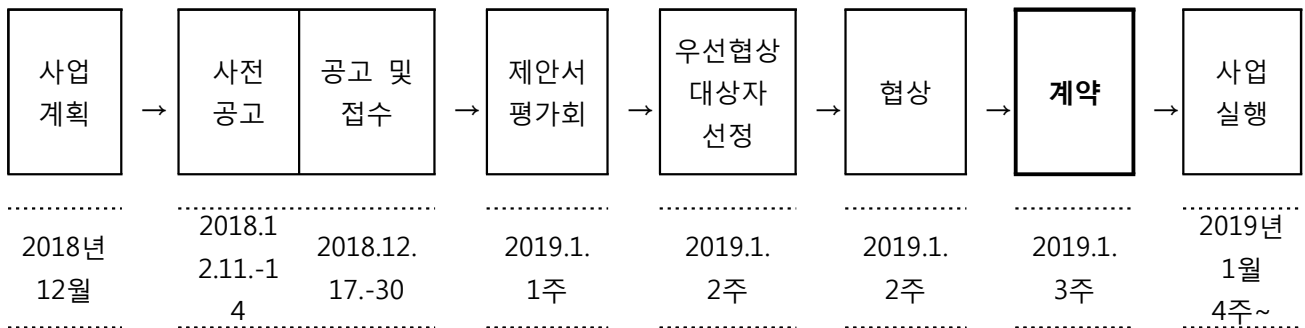 사업
계획
→
사전
공고
공고 및
접수
→
제안서
평가회
→
우선협상
대상자
선정
→
협상
→
계약
→
사업
실행
2018년
12월
2018.1
2.11.-1
4
2018.12.
17.-30
2019.1.
1주
2019.1.
2주
2019.1.
2주
2019.1.
3주
2019년
1월
4주~